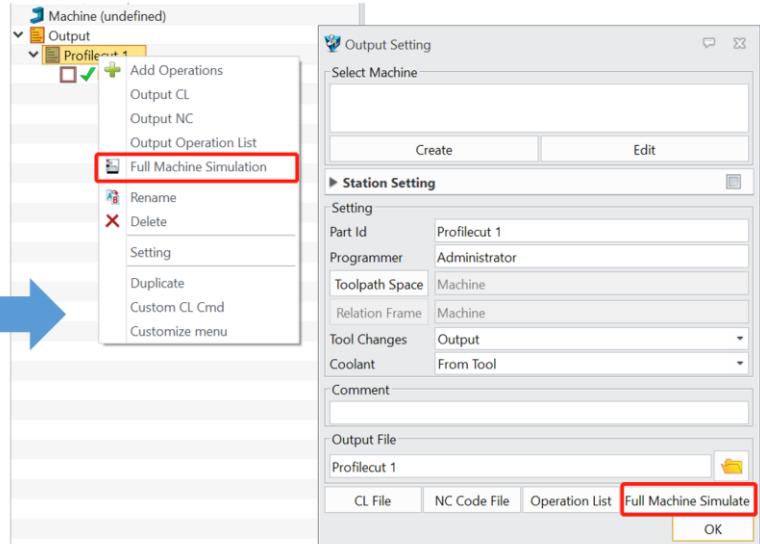 Machine (undefined)
Output
Profilecut 1
Add Operations
Output CL
Output NC
Output Operation List
Full Machine Simulation
Rename
Delete
Setting
Duplicate
Custom CL Cmd
Customize menu
Output Setting
Select Machine
Create Edit
Station Setting
Setting
Part Id Profilecut 1
Programmer Administrator
Toolpath Space Machine
Relation Frame Machine
Tool Changes Output
Coolant From Tool
Comment
Output File
Profilecut 1
CL File NC Code File Operation List Full Machine Simulate
OK